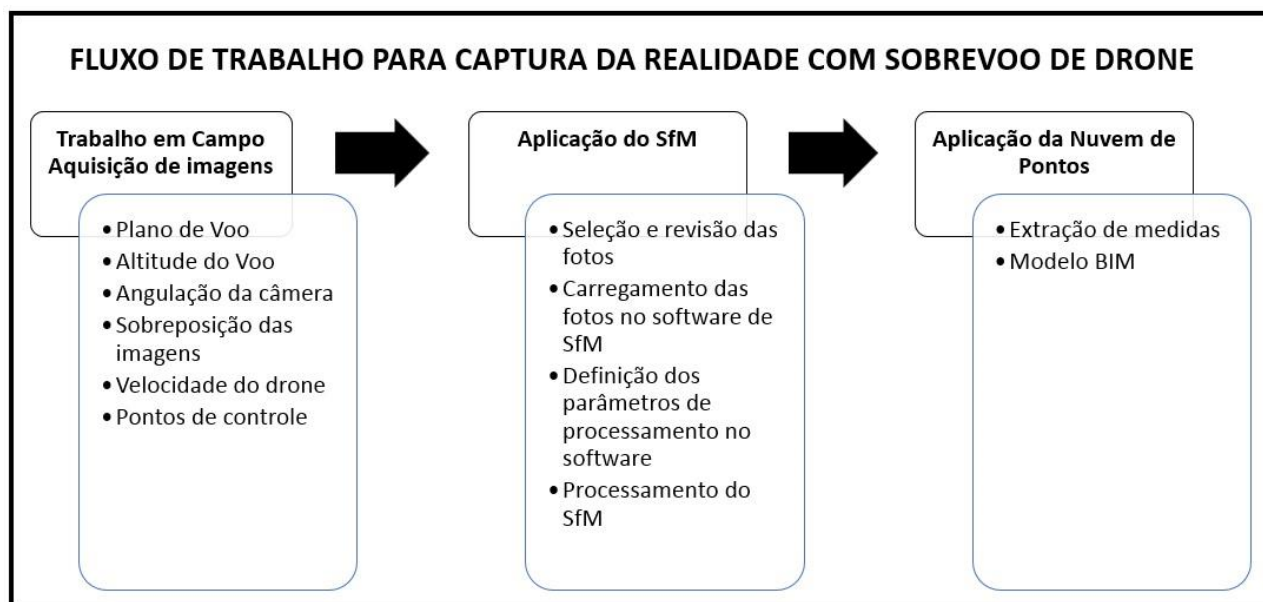 FLUXO DE TRABALHO PARA CAPTURA DA REALIDADE COM SOBREVOO DE DRONE
Trabalho em Campo
Aquisição de imagens
• Plano de Voo
• Altitude do Voo
• Angulação da câmera
• Sobreposição das
imagens
• Velocidade do drone
• Pontos de controle
Aplicação do SfM
• Seleção e revisão das
fotos
• Carregamento das
fotos no software de
SfM
• Definição dos
parâmetros de
processamento no
software
• Processamento do
SfM
Aplicação da Nuvem de
Pontos
• Extração de medidas
• Modelo BIM